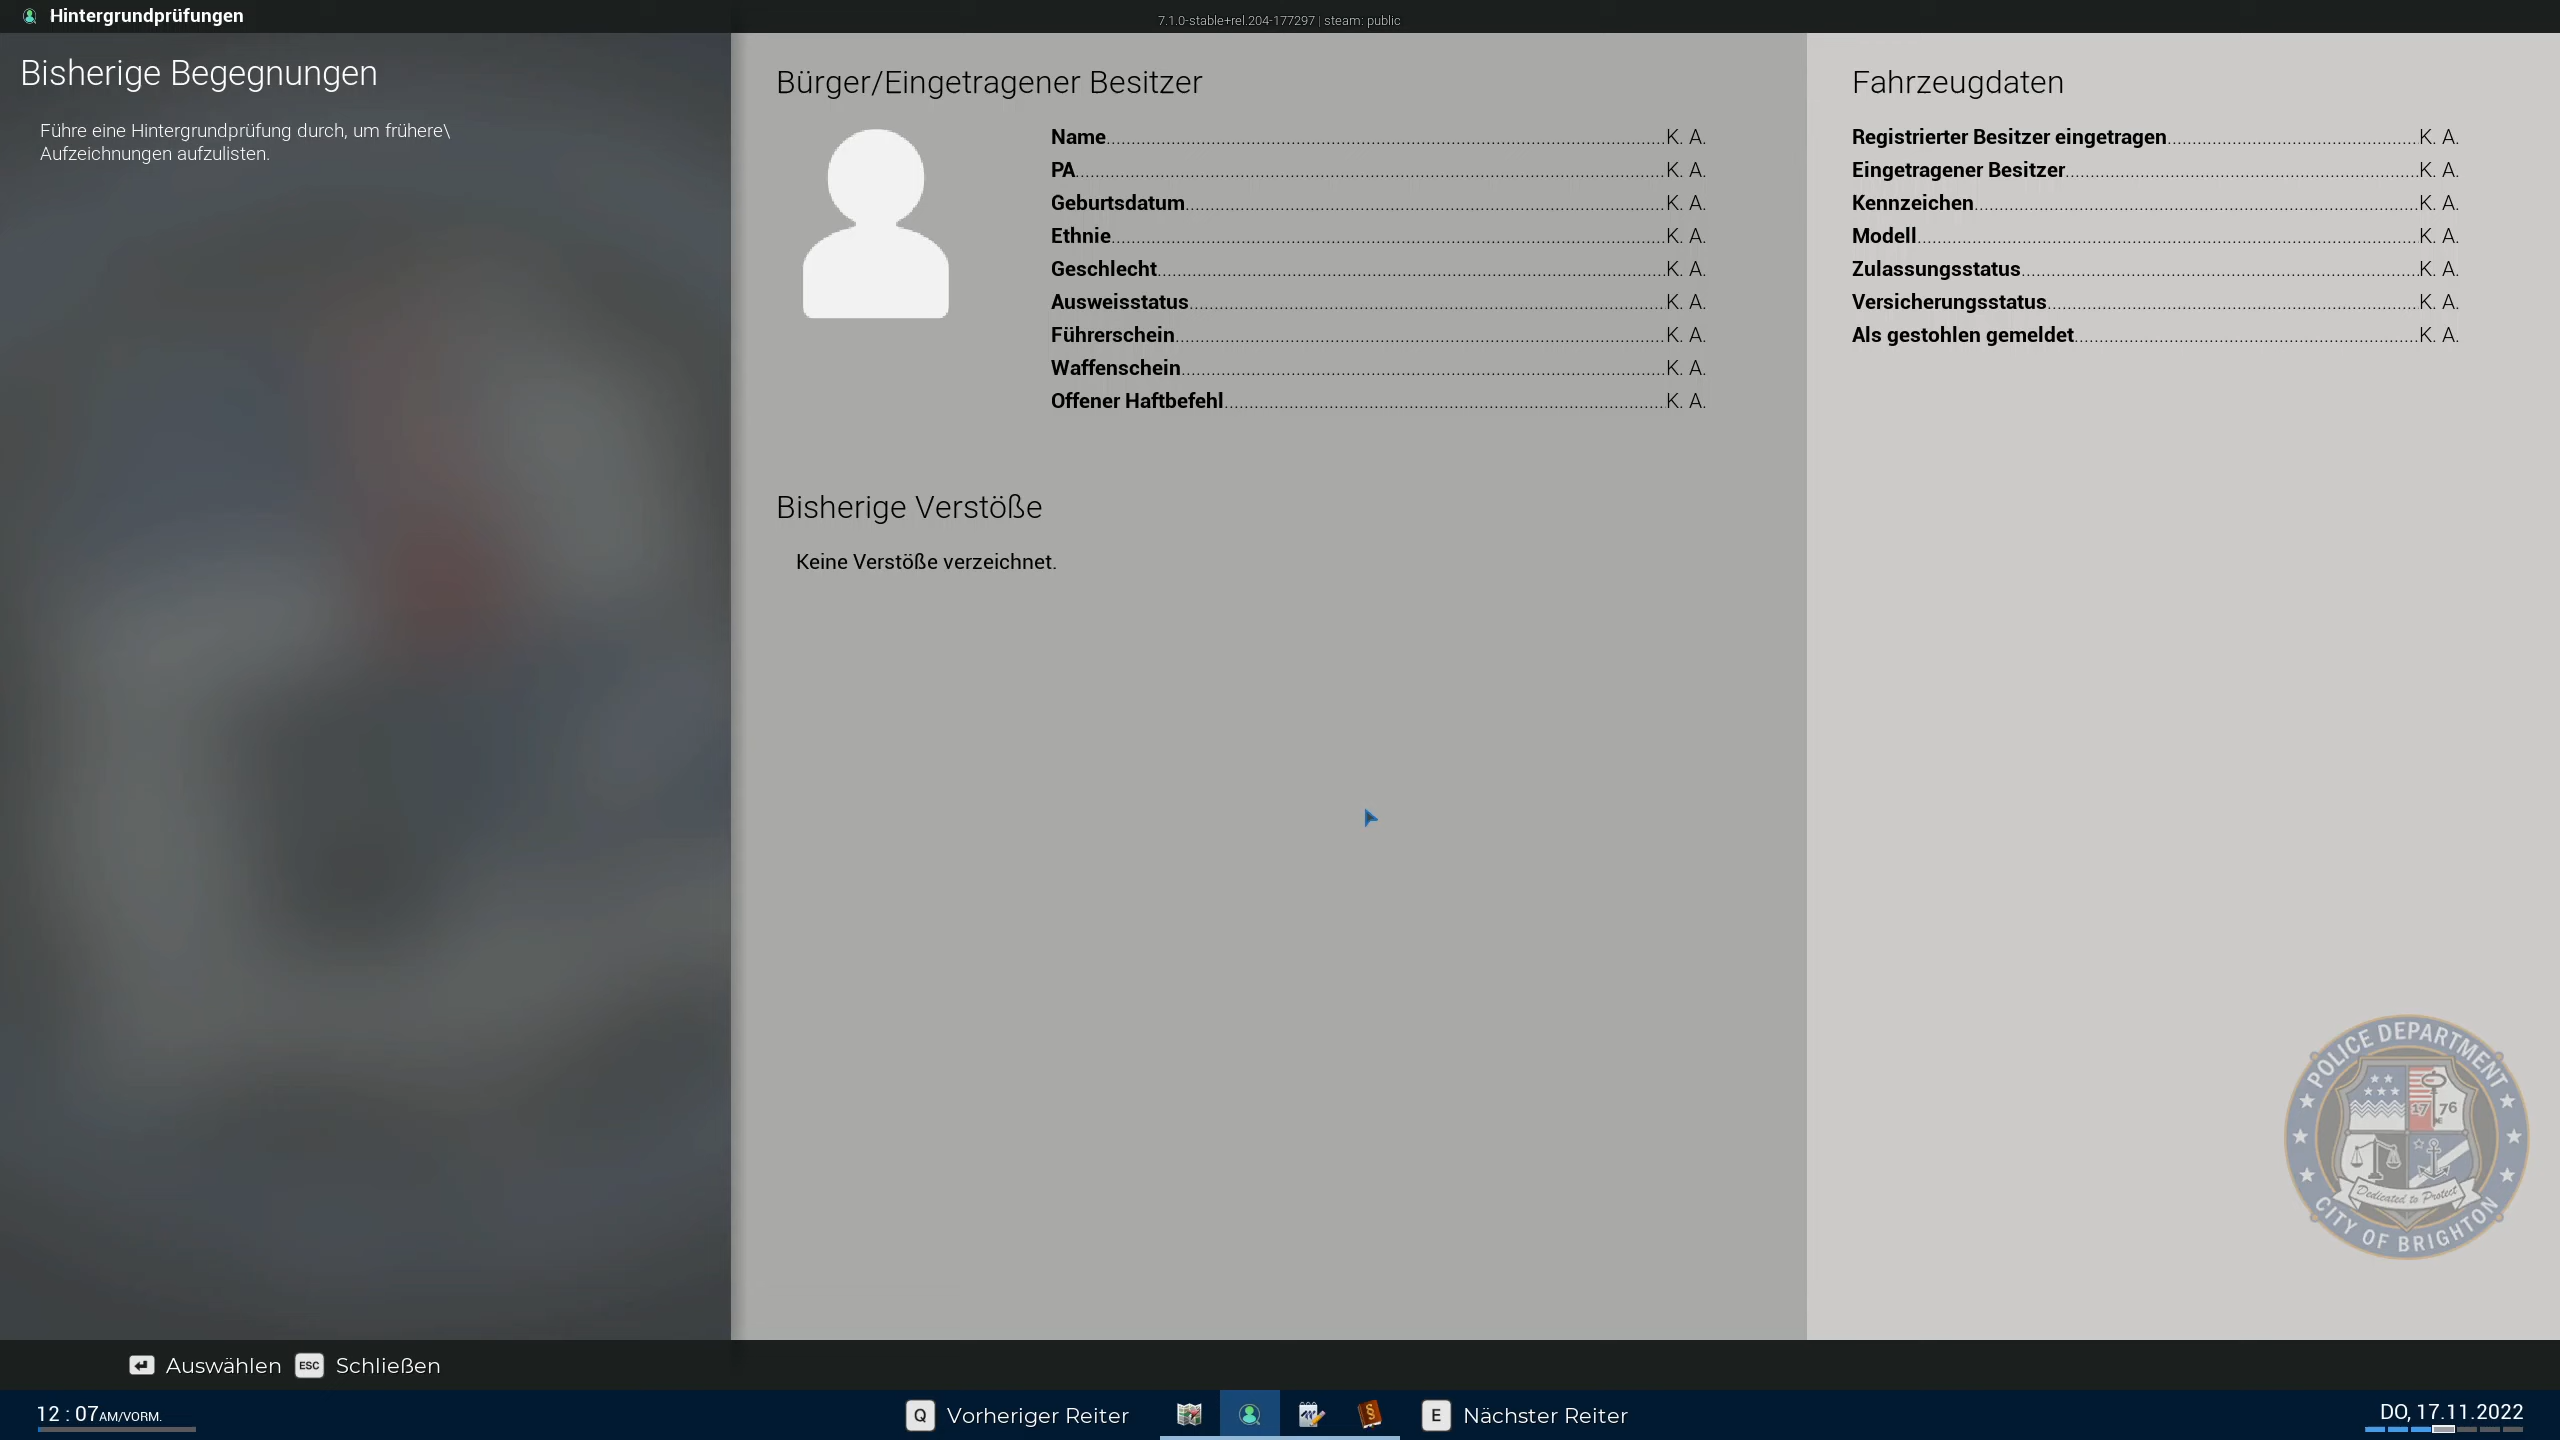 Hintergrundprüfungen
7.1.0-stable+rel.204-177297 | steam: public
Bisherige Begegnungen
Führe eine Hintergrundprüfung durch, um frühere\
Aufzeichnungen aufzulisten.
Bürger/Eingetragener Besitzer
Name K. A.
PA K. A.
Geburtsdatum K. A.
Ethnie K. A.
Geschlecht K. A.
Ausweisstatus K. A.
Führerschein K. A.
Waffenschein K. A.
Offener Haftbefehl K. A.
Bisherige Verstöße
Keine Verstöße verzeichnet.
Fahrzeugdaten
Registrierter Besitzer eingetragen K. A.
Eingetragener Besitzer K. A.
Kennzeichen K. A.
Modell K. A.
Zulassungsstatus K. A.
Versicherungsstatus K. A.
Als gestohlen gemeldet K. A.
POLICE DEPARTMENT
17 76
Dedicated to Protect
CITY OF BRIGHTON
Auswählen ESC Schließen
12 : 07 AM/VORM.
Q Vorheriger Reiter
E Nächster Reiter
DO, 17.11.2022